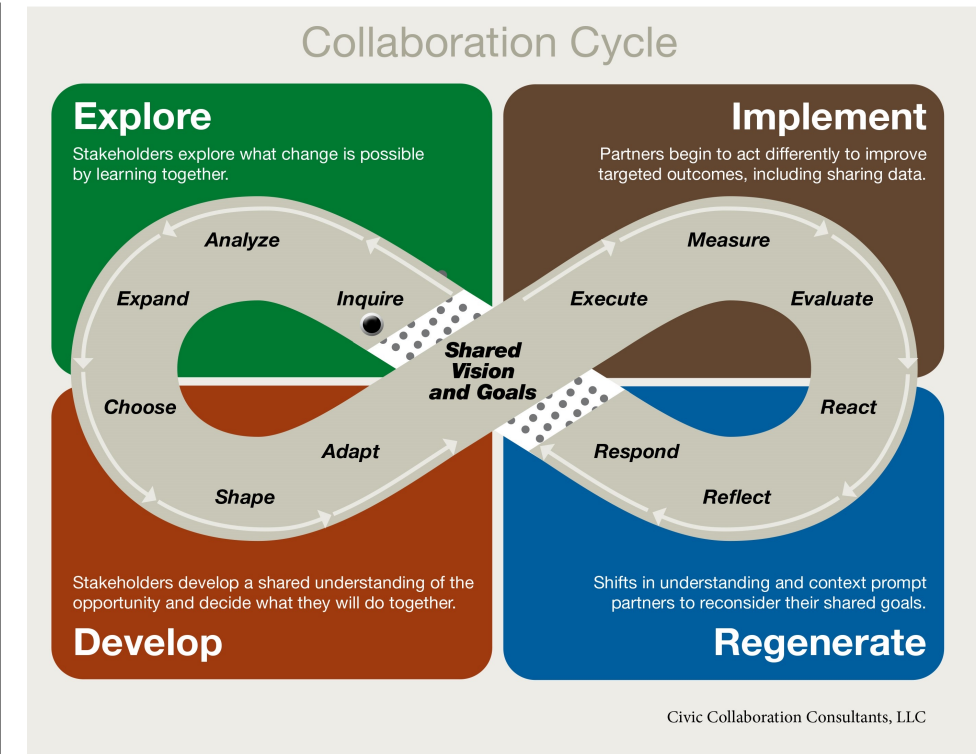 Collaboration Cycle
Explore
Stakeholders explore what change is possible
by learning together.
Implement
Partners begin to act differently to improve
targeted outcomes, including sharing data.
Inquire
Analyze
Expand
Choose
Shape
Adapt
Shared
Vision
and Goals
Execute
Measure
Evaluate
React
Reflect
Respond
Stakeholders develop a shared understanding of the
opportunity and decide what they will do together.
Develop
Shifts in understanding and context prompt
partners to reconsider their shared goals.
Regenerate
Civic Collaboration Consultants, LLC